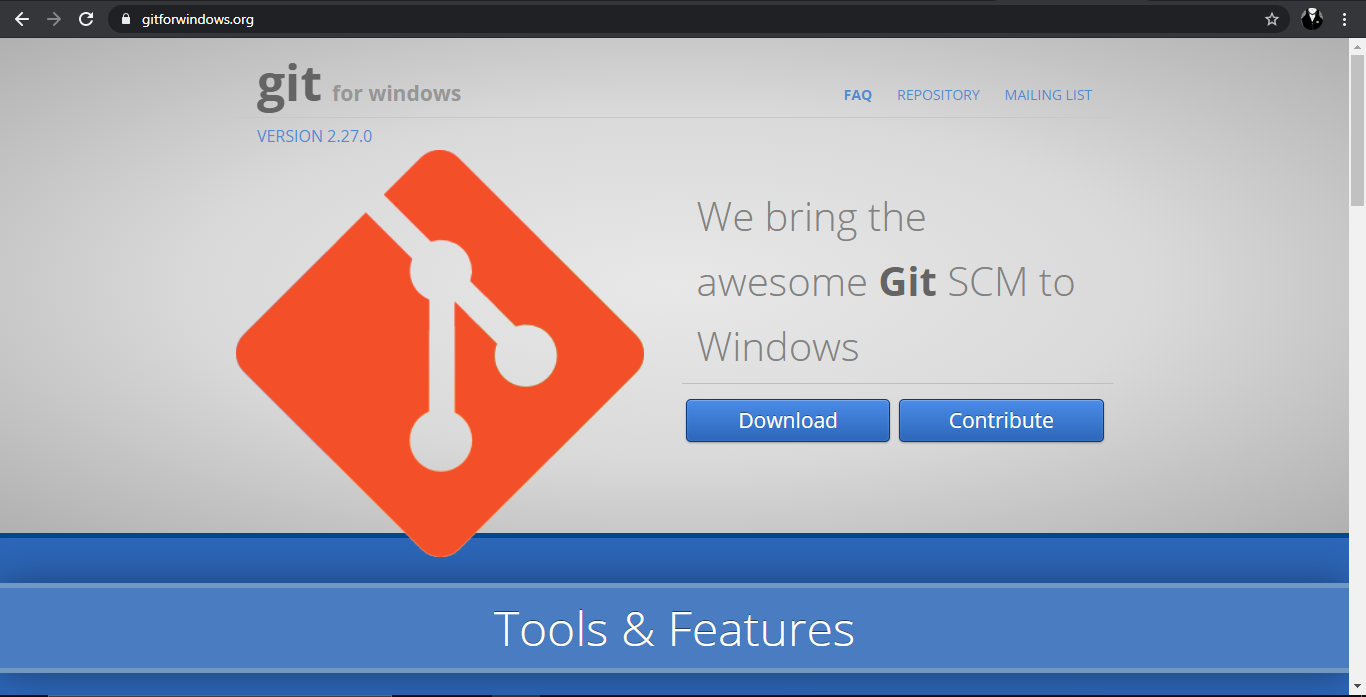 gitforwindows.org
git for windows
FAQ REPOSITORY MAILING LIST
VERSION 2.27.0
We bring the
awesome Git SCM to
Windows
Download Contribute
Tools & Features